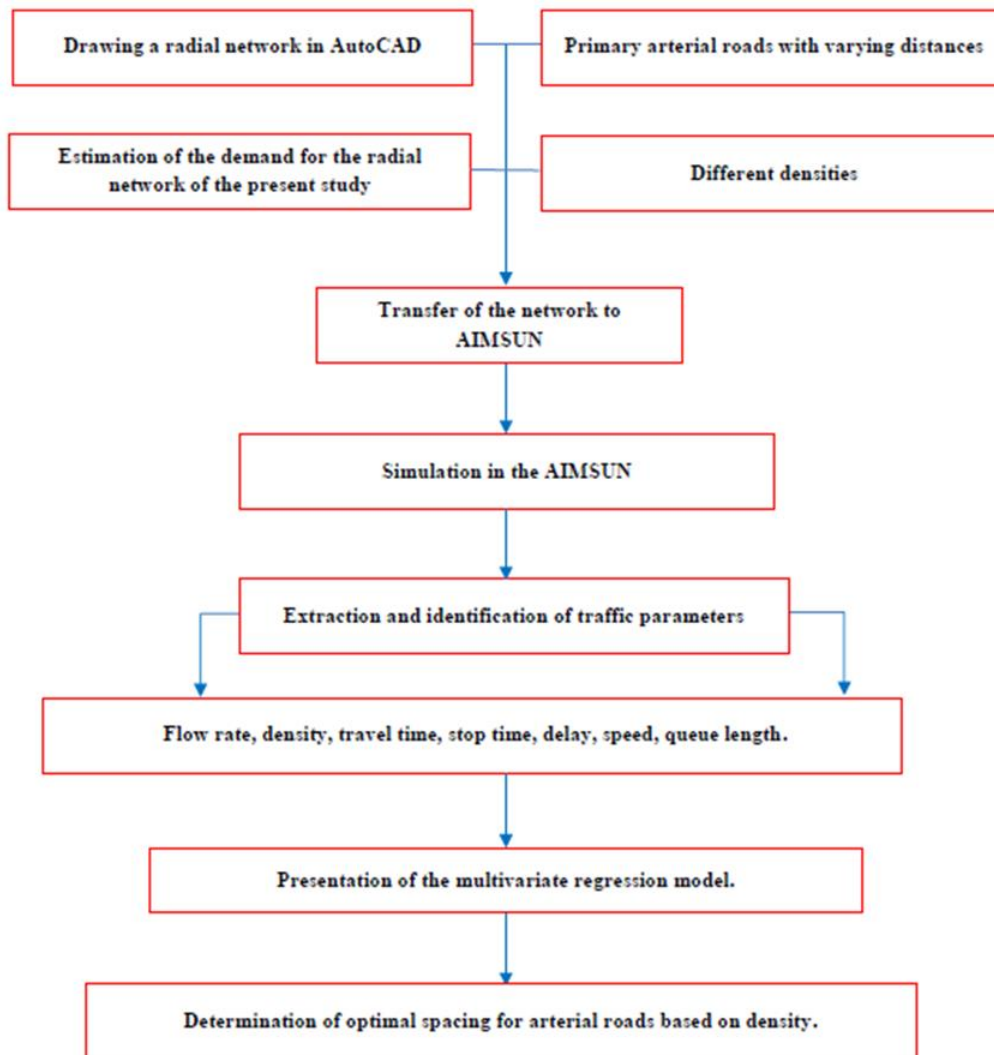 Drawing a radial network in AutoCAD
Primary arterial roads with varying distances
Estimation of the demand for the radial
network of the present study
Different densities
Transfer of the network to
AIMSUN
Simulation in the AIMSUN
Extraction and identification of traffic parameters
Flow rate, density, travel time, stop time, delay, speed, queue length.
Presentation of the multivariate regression model.
Determination of optimal spacing for arterial roads based on density.